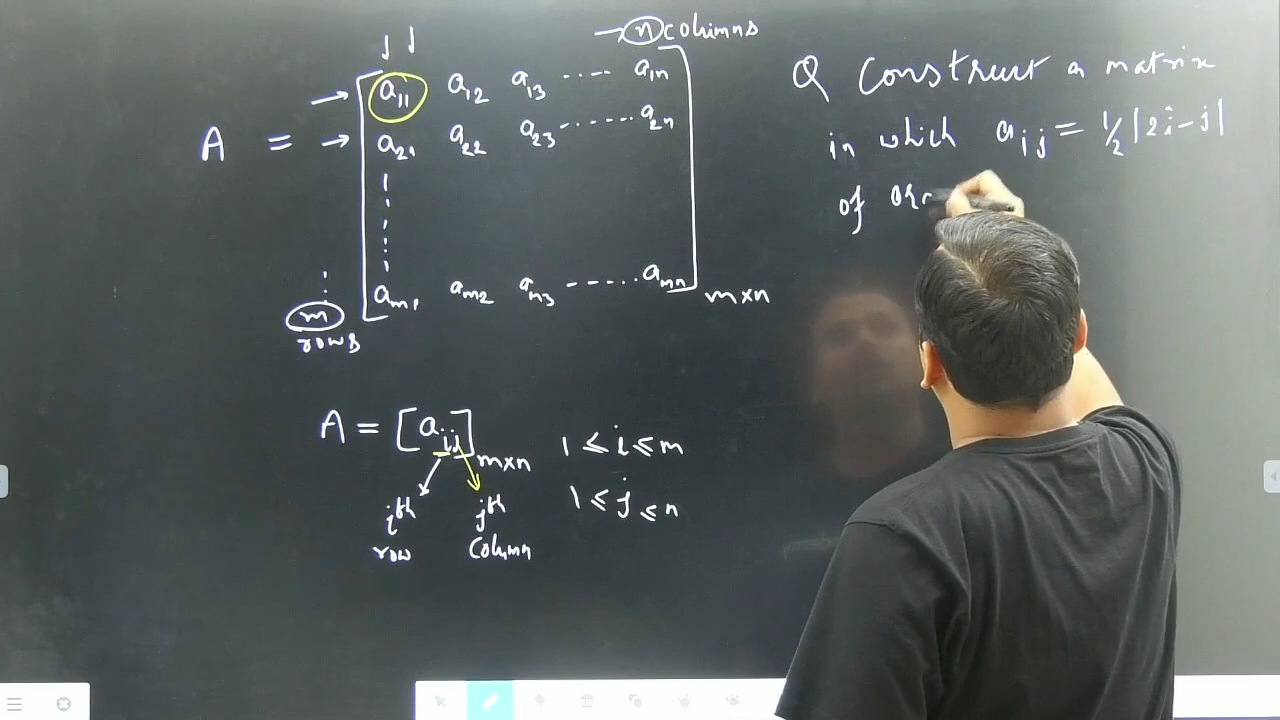 → n columns
a11 a12 a13 ...... a1n
A = a21 a22 a23 ........ a2n
am1 am2 an3 ........ amn
m×n
m
rows
A = [aij] m×n
1 ≤ i ≤ m
1 ≤ j ≤ n
ith row
jth column
Q Construct a matrix
in which aij = 1/2 |2i-j|
of or